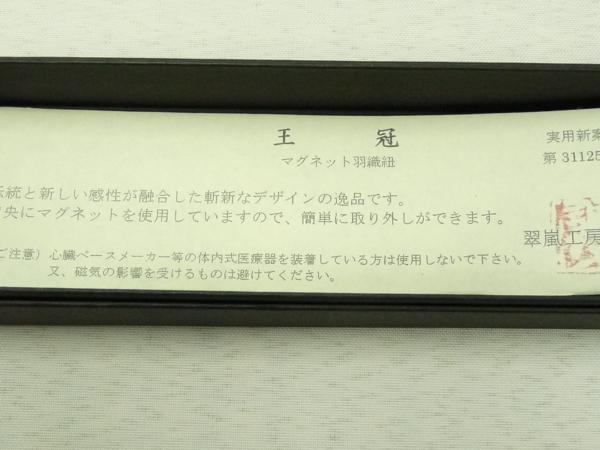 王冠
マグネット羽織紐
実用新案
第 31125
伝統と新しい感性が融合した斬新なデザインの逸品です。
中央にマグネットを使用していますので、簡単に取り外しができます。
翠嵐工房
ご注意）心臓ペースメーカー等の体内式医療器を装着している方は使用しないで下さい。
又、磁気の影響を受けるものは避けてください。